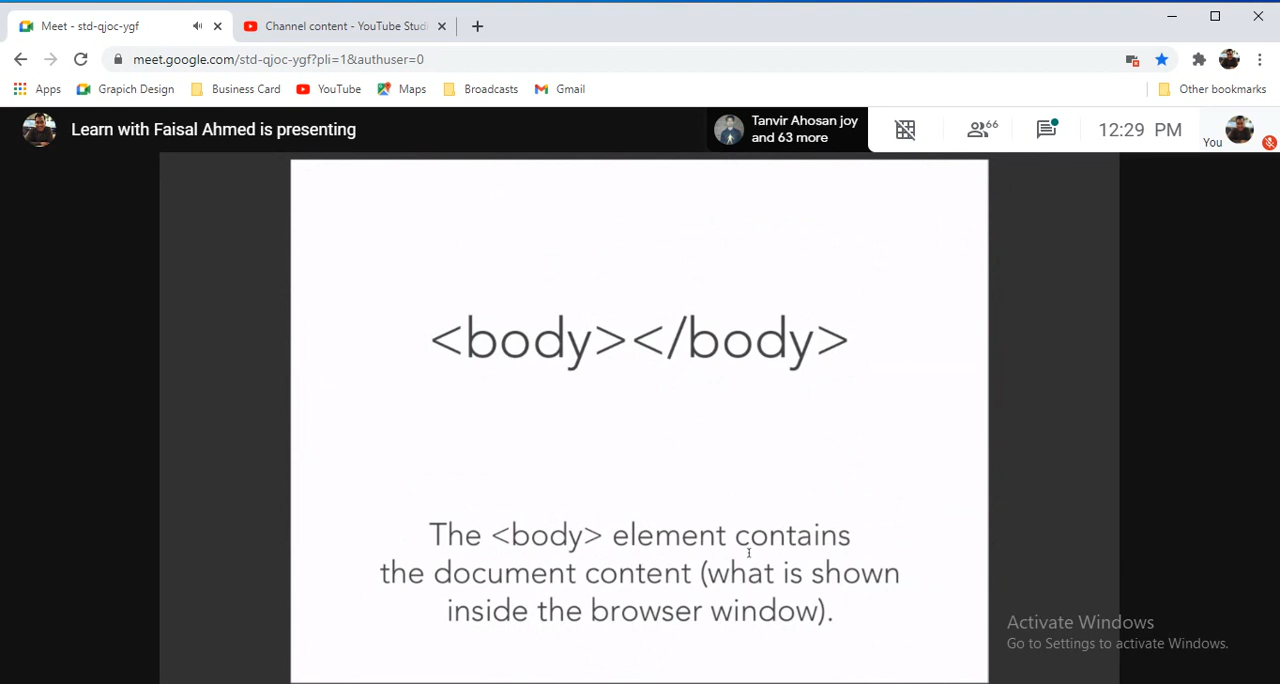 Meet - std-qjoc-ygf
Channel content - YouTube Studi
meet.google.com/std-qjoc-ygf?pli=1&authuser=0
Apps
Grapich Design
Business Card
YouTube
Maps
Broadcasts
Gmail
Other bookmarks
Learn with Faisal Ahmed is presenting
Tanvir Ahosan joy
and 63 more
66
12:29 PM
You
<body></body>
The <body> element contains
the document content (what is shown
inside the browser window).
Activate Windows
Go to Settings to activate Windows.